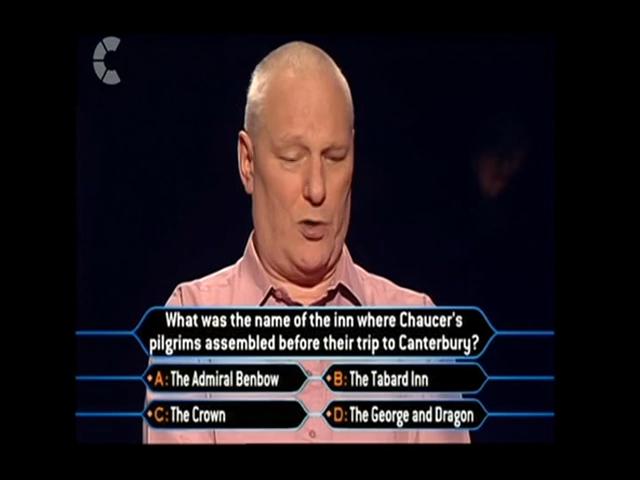 What was the name of the inn where Chaucer's
pilgrims assembled before their trip to Canterbury?
A: The Admiral Benbow
B: The Tabard Inn
C: The Crown
D: The George and Dragon